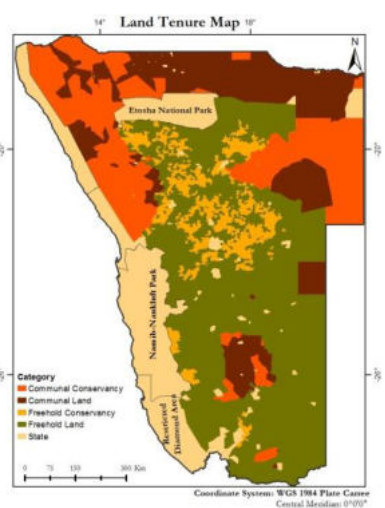 Land Tenure Map
14°
18°
N
Etosha National Park
Namib-Naukluft Park
Restricted
Diamond Area
Category
Communal Conservancy
Communal Land
Freehold Conservancy
Freehold Land
State
0 75 150 300 Km
Coordinate System: WGS 1984 Plate Carree
Central Meridian: 0°0'0"